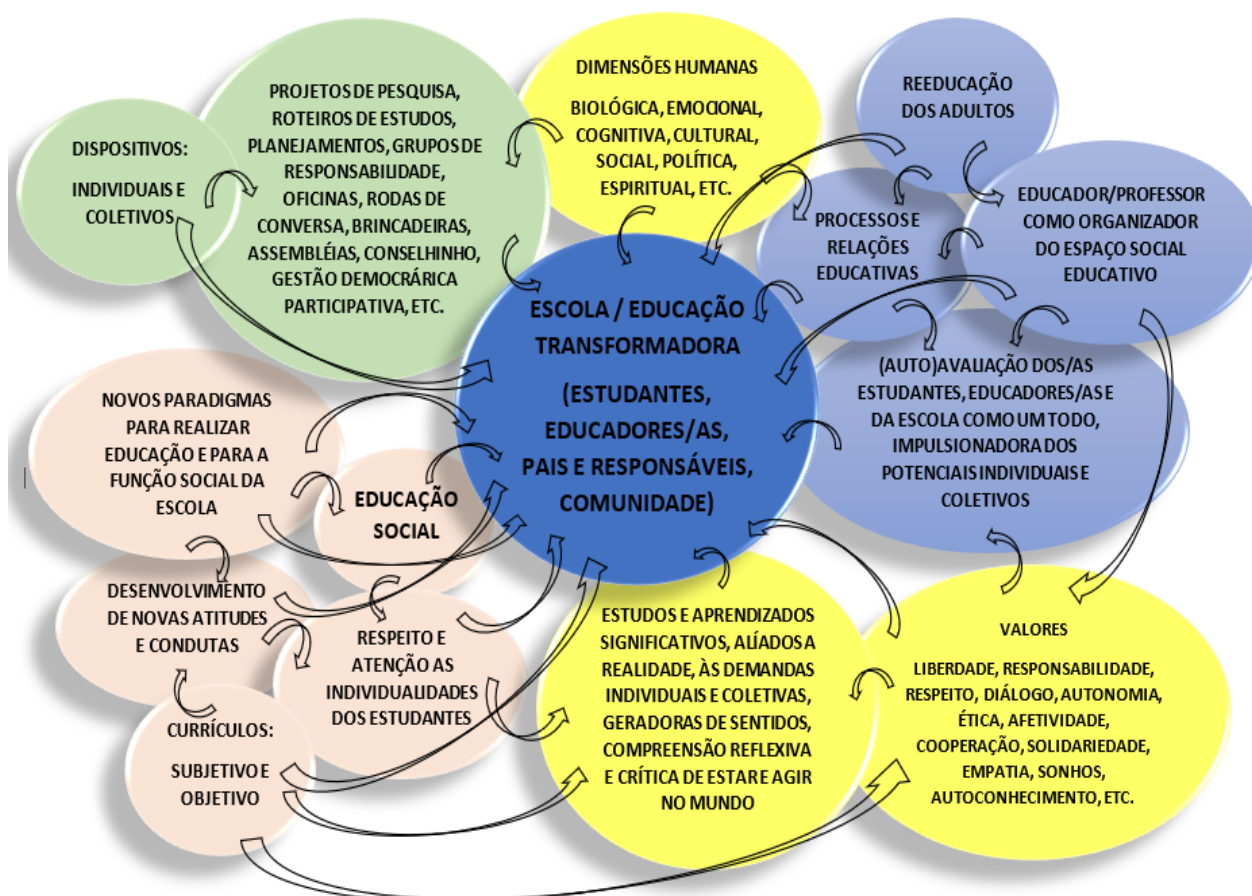 PROJETOS DE PESQUISA,
ROTEIROS DE ESTUDOS,
PLANEJAMENTOS, GRUPOS DE
RESPONSABILIDADE,
OFICINAS, RODAS DE
CONVERSA, BRINCADEIRAS,
ASSEMBLÉIAS, CONSELHINHO,
GESTÃO DEMOCRÁRICA
PARTICIPATIVA, ETC.
DIMENSÕES HUMANAS
BIOLÓGICA, EMOCIONAL,
COGNITIVA, CULTURAL,
SOCIAL, POLÍTICA,
ESPIRITUAL, ETC.
REEDUCAÇÃO
DOS ADULTOS
DISPOSITIVOS:
INDIVIDUAIS E
COLETIVOS
PROCESSOS E
RELAÇÕES
EDUCATIVAS
EDUCADOR/PROFESSOR
COMO ORGANIZADOR
DO ESPAÇO SOCIAL
EDUCATIVO
ESCOLA / EDUCAÇÃO
TRANSFORMADORA
(ESTUDANTES,
EDUCADORES/AS,
PAIS E RESPONSÁVEIS,
COMUNIDADE)
(AUTO)AVALIAÇÃO DOS/AS
ESTUDANTES, EDUCADORES/AS E
DA ESCOLA COMO UM TODO,
IMPULSIONADORA DOS
POTENCIAIS INDIVIDUAIS E
COLETIVOS
NOVOS PARADIGMAS
PARA REALIZAR
EDUCAÇÃO E PARA A
FUNÇÃO SOCIAL DA
ESCOLA
EDUCAÇÃO
SOCIAL
DESENVOLVIMENTO
DE NOVAS ATITUDES
E CONDUTAS
RESPEITO E
ATENÇÃO AS
INDIVIDUALIDADES
DOS ESTUDANTES
CURRÍCULOS:
SUBJETIVO E
OBJETIVO
ESTUDOS E APRENDIZADOS
SIGNIFICATIVOS, ALÍADOS A
REALIDADE, ÀS DEMANDAS
INDIVIDUAIS E COLETIVAS,
GERADORAS DE SENTIDOS,
COMPREENSÃO REFLEXIVA
E CRÍTICA DE ESTAR E AGIR
NO MUNDO
VALORES
LIBERDADE, RESPONSABILIDADE,
RESPEITO, DIÁLOGO, AUTONOMIA,
ÉTICA, AFETIVIDADE,
COOPERAÇÃO, SOLIDARIEDADE,
EMPATIA, SONHOS,
AUTOCONHECIMENTO, ETC.